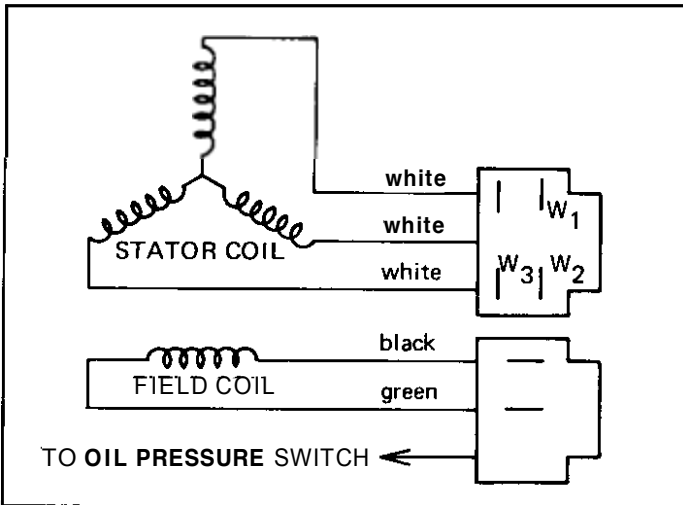 white
W1
white
STATOR COIL
white
W3 W2
black
FIELD COIL
green
TO OIL PRESSURE SWITCH